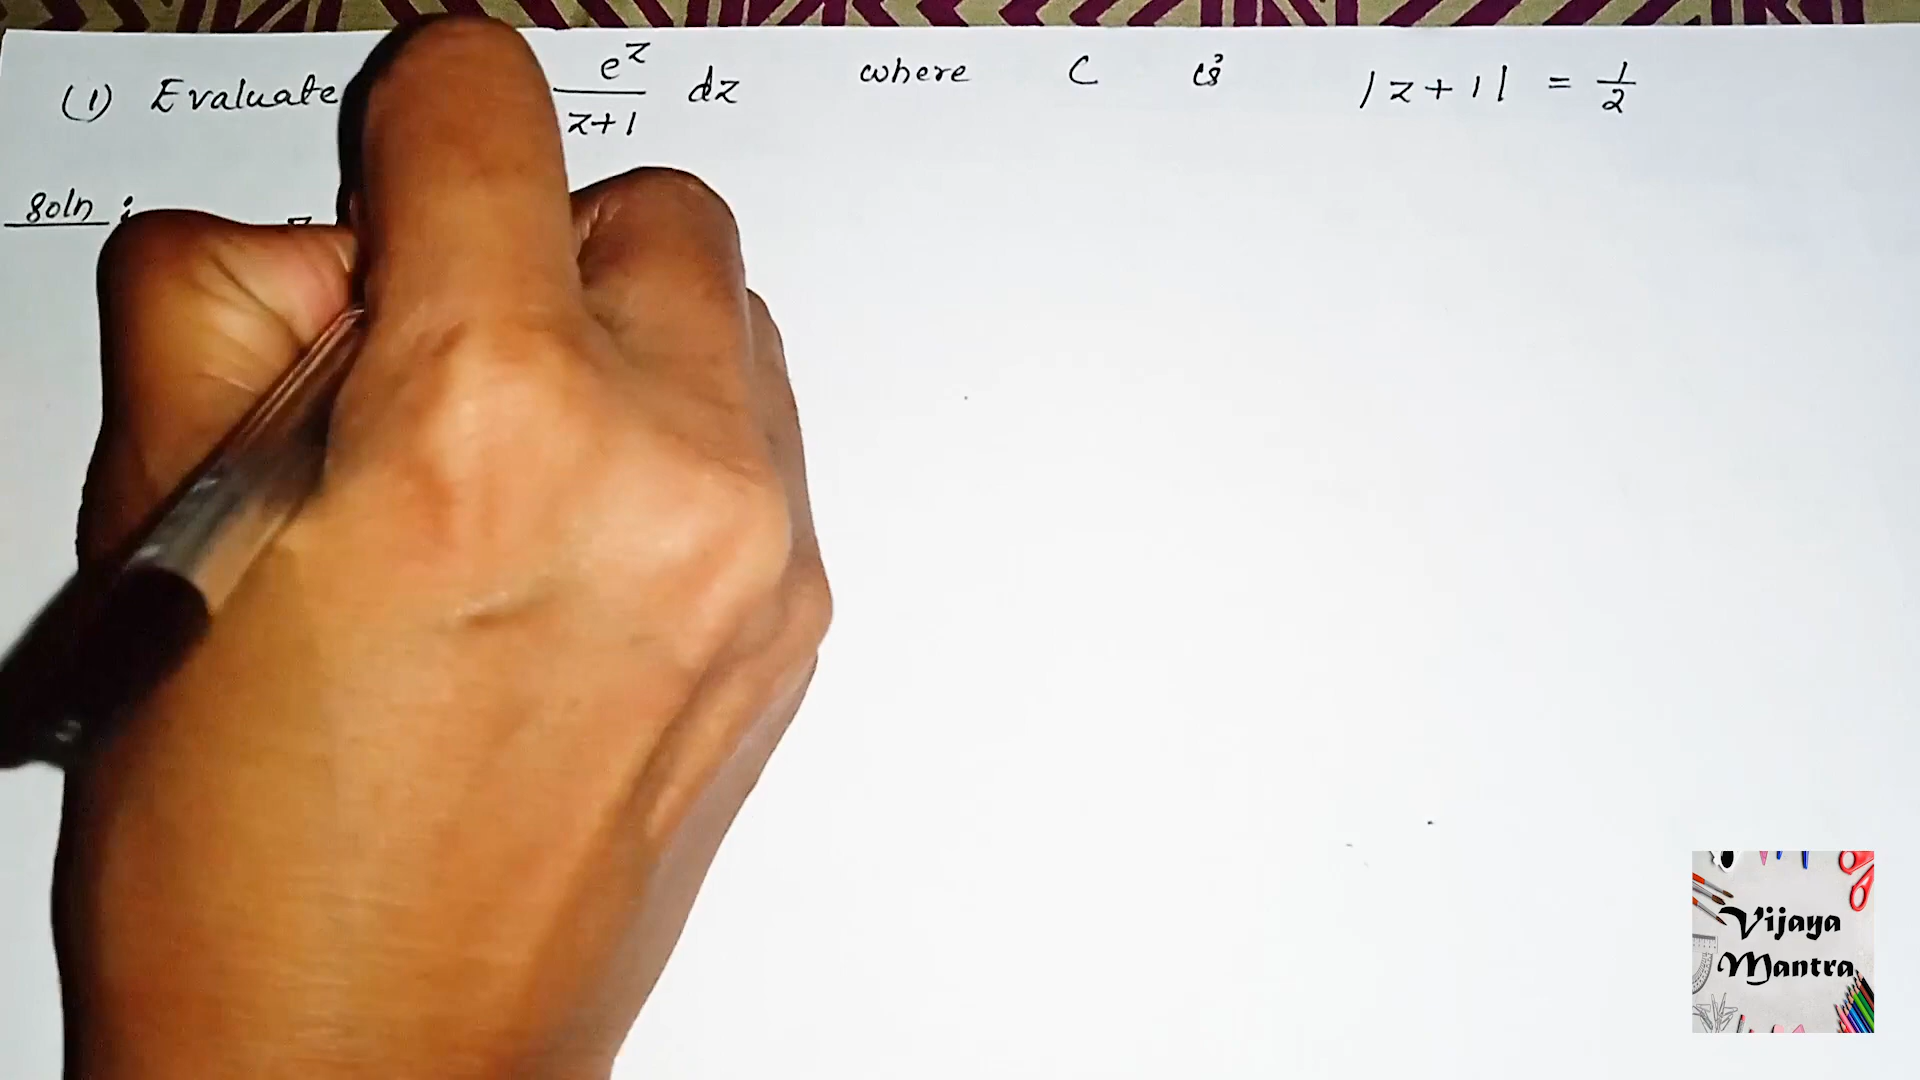 (1) Evaluate e^z / z+1 dz where C is |z+1| = 1/2
soln :
Vijaya
Mantra